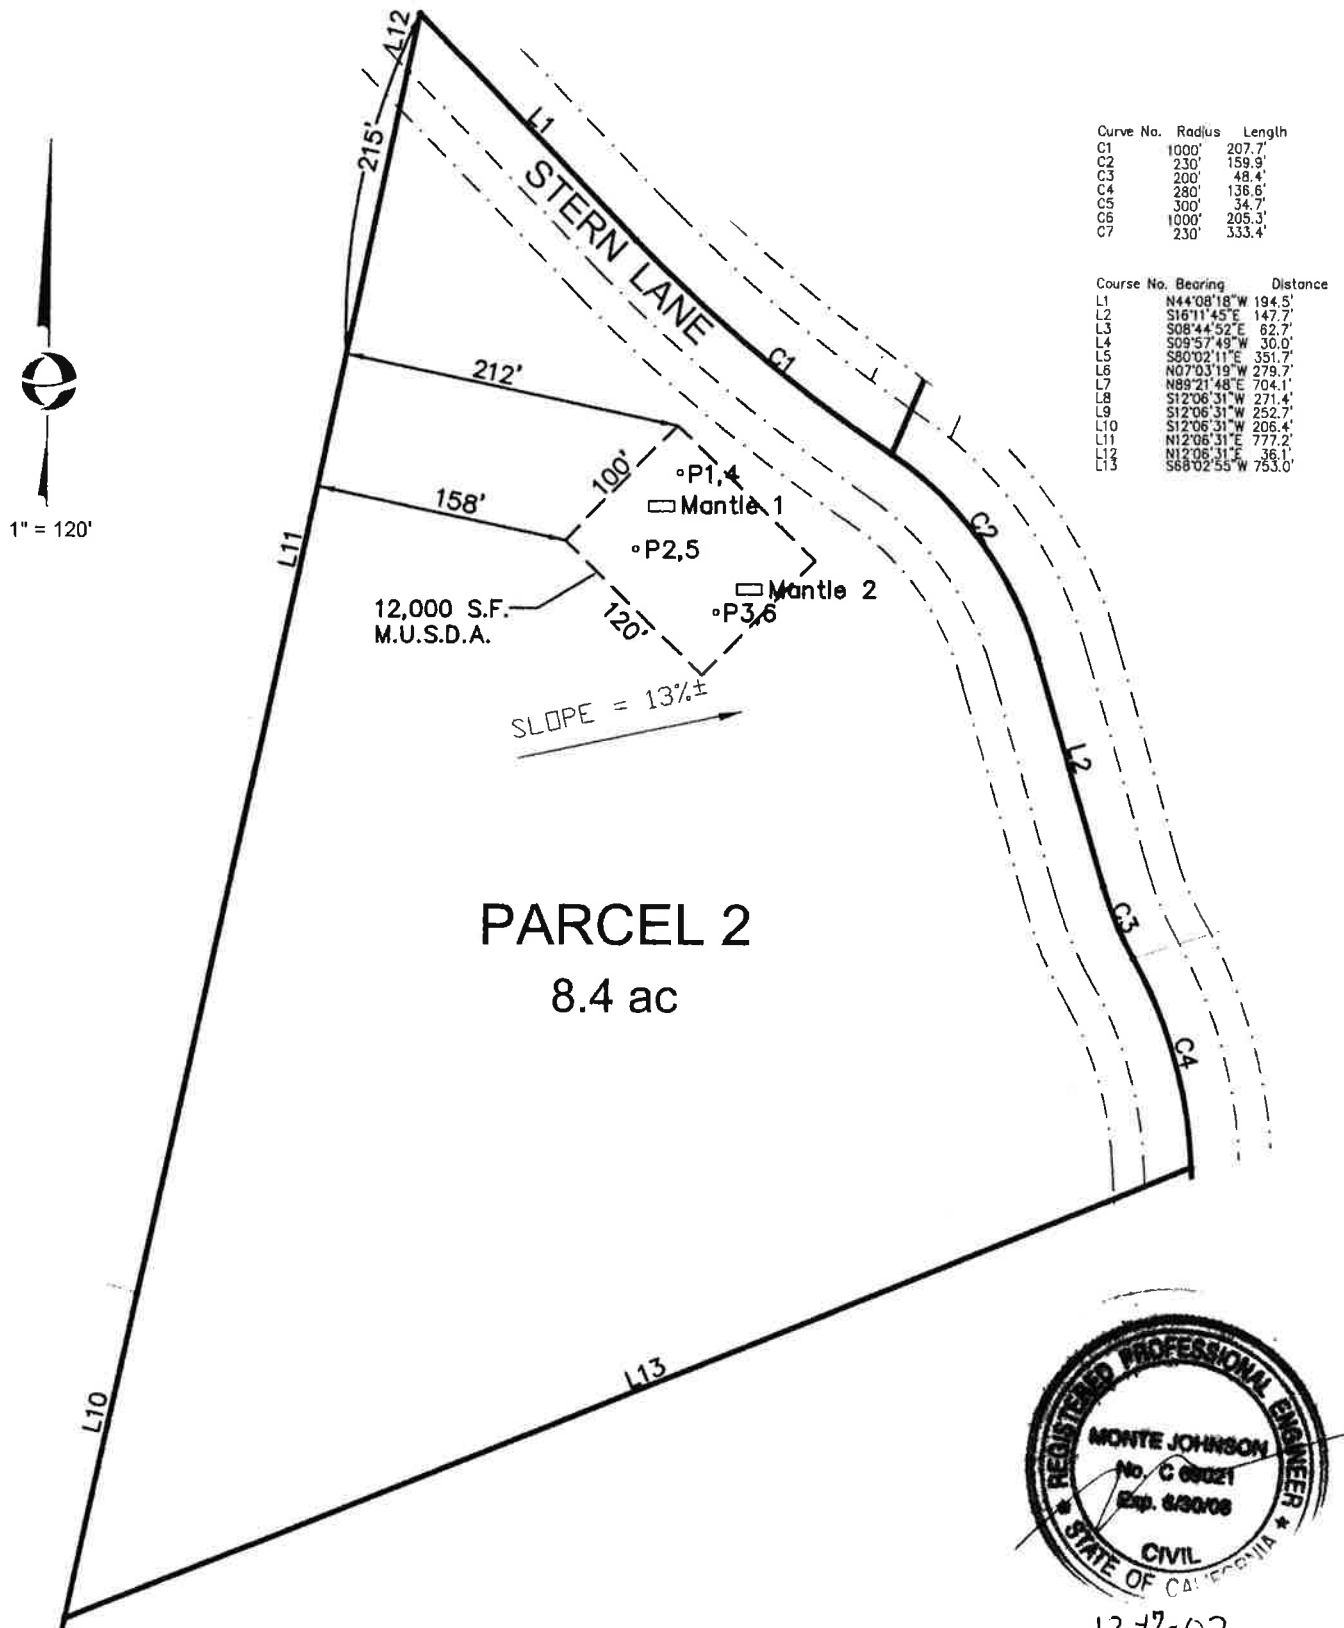 L12
215'
L1
STERN LANE
Curve No. Radius Length
C1 1000' 207.7'
C2 230' 159.9'
C3 200' 48.4'
C4 280' 136.6'
C5 300' 34.7'
C6 1000' 205.3'
C7 230' 333.4'
Course No. Bearing Distance
L1 N44°08'18"W 194.5'
L2 S16°11'45"E 147.7'
L3 S08°44'52"E 62.7'
L4 S09°57'49"W 30.0'
L5 S80°02'11"E 351.7'
L6 N07°03'19"W 279.7'
L7 N89°21'48"E 704.1'
L8 S12°06'31"W 271.4'
L9 S12°06'31"W 252.7'
L10 S12°06'31"W 206.4'
L11 N12°06'31"E 777.2'
L12 N12°06'31"E 36.1'
L13 S68°02'55"W 753.0'
C1
212'
1" = 120'
100'
P1,4
Mantle 1
158'
P2,5
C2
L11
Mantle 2
12,000 S.F.
M.U.S.D.A.
120'
P3,6
SLOPE = 13%±
L2
PARCEL 2
8.4 ac
C3
C4
L13
L10
REGISTERED PROFESSIONAL ENGINEER
MONTE JOHNSON
No. C 69021
Exp. 6/30/08
CIVIL
STATE OF CALIFORNIA